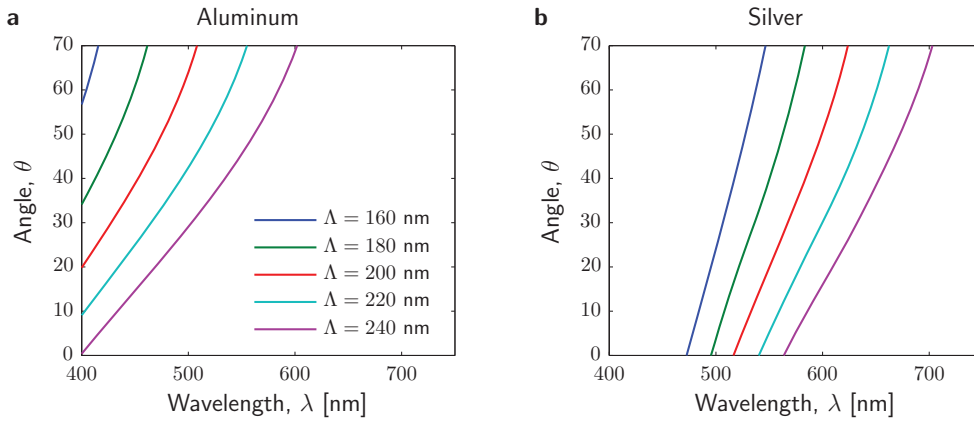 a
Aluminum
70
60
50
40
30
20
10
0
Angle, θ
400
500
600
700
Wavelength, λ [nm]
Λ = 160 nm
Λ = 180 nm
Λ = 200 nm
Λ = 220 nm
Λ = 240 nm
b
Silver
70
60
50
40
30
20
10
0
Angle, θ
400
500
600
700
Wavelength, λ [nm]